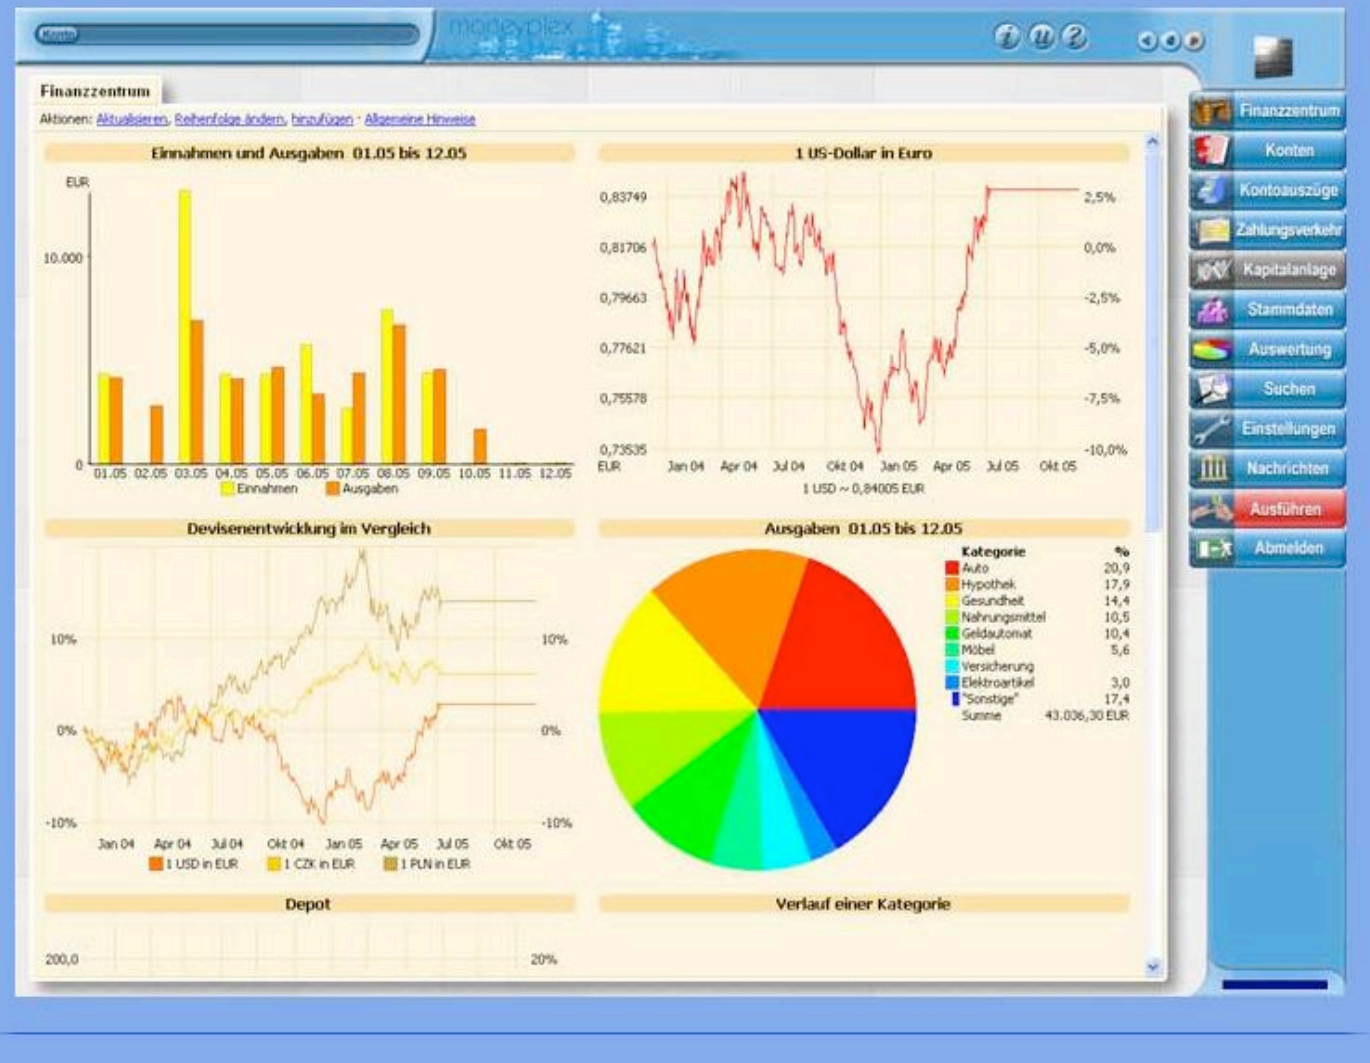 Konto
moneyplex
Finanzzentrum
Aktionen: Aktualisieren, Reihenfolge ändern, hinzufügen · Allgemeine Hinweise
Einnahmen und Ausgaben 01.05 bis 12.05
EUR
10.000
0
01.05 02.05 03.05 04.05 05.05 06.05 07.05 08.05 09.05 10.05 11.05 12.05
Einnahmen Ausgaben
1 US-Dollar in Euro
0,83749 2,5%
0,81706 0,0%
0,79663 -2,5%
0,77621 -5,0%
0,75578 -7,5%
0,73535 -10,0%
EUR Jan 04 Apr 04 Jul 04 Okt 04 Jan 05 Apr 05 Jul 05 Okt 05
1 USD ~ 0,84005 EUR
Devisenentwicklung im Vergleich
10% 10%
0% 0%
-10% -10%
Jan 04 Apr 04 Jul 04 Okt 04 Jan 05 Apr 05 Jul 05 Okt 05
1 USD in EUR 1 CZK in EUR 1 PLN in EUR
Ausgaben 01.05 bis 12.05
Kategorie %
Auto 20,9
Hypothek 17,9
Gesundheit 14,4
Nahrungsmittel 10,5
Geldautomat 10,4
Möbel 5,6
Versicherung
Elektroartikel 3,0
"Sonstige" 17,4
Summe 43.036,30 EUR
Depot
200,0 20%
Verlauf einer Kategorie
i u ?
Finanzzentrum
Konten
Kontoauszüge
Zahlungsverkehr
Kapitalanlage
Stammdaten
Auswertung
Suchen
Einstellungen
Nachrichten
Ausführen
Abmelden